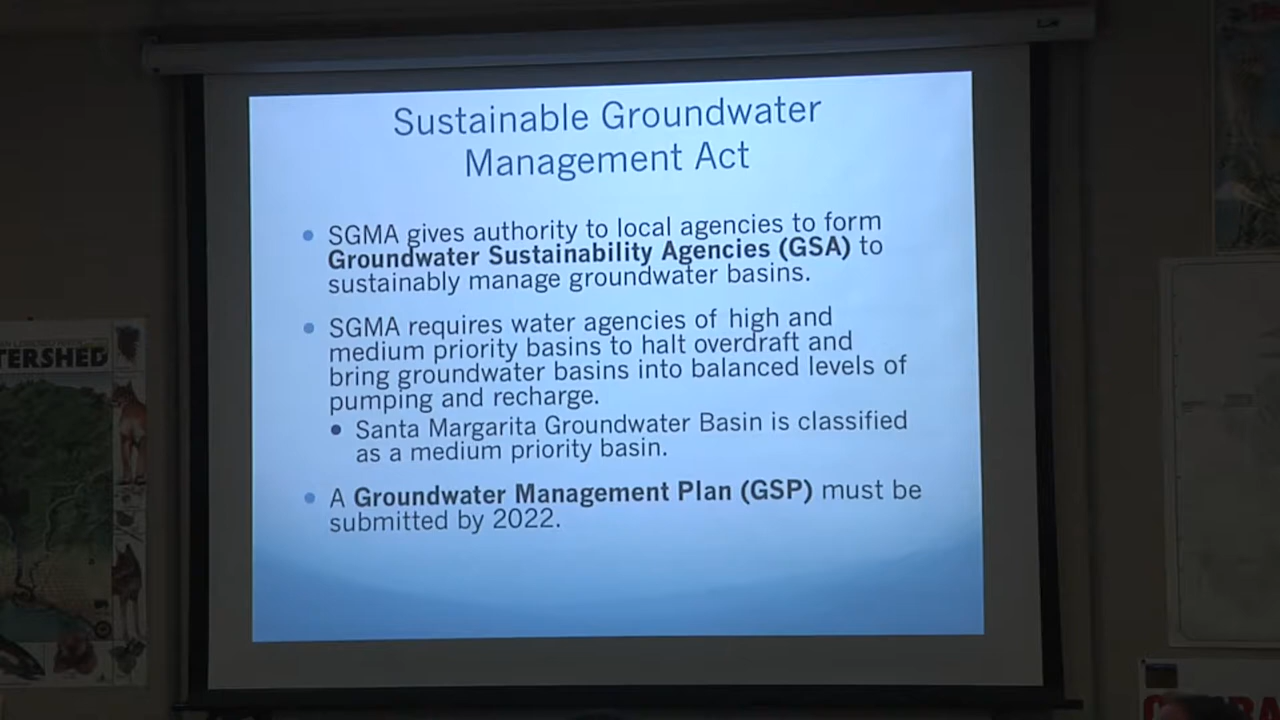 Sustainable Groundwater
Management Act
• SGMA gives authority to local agencies to form
Groundwater Sustainability Agencies (GSA) to
sustainably manage groundwater basins.
• SGMA requires water agencies of high and
medium priority basins to halt overdraft and
bring groundwater basins into balanced levels of
pumping and recharge.
• Santa Margarita Groundwater Basin is classified
as a medium priority basin.
• A Groundwater Management Plan (GSP) must be
submitted by 2022.
TERSHED